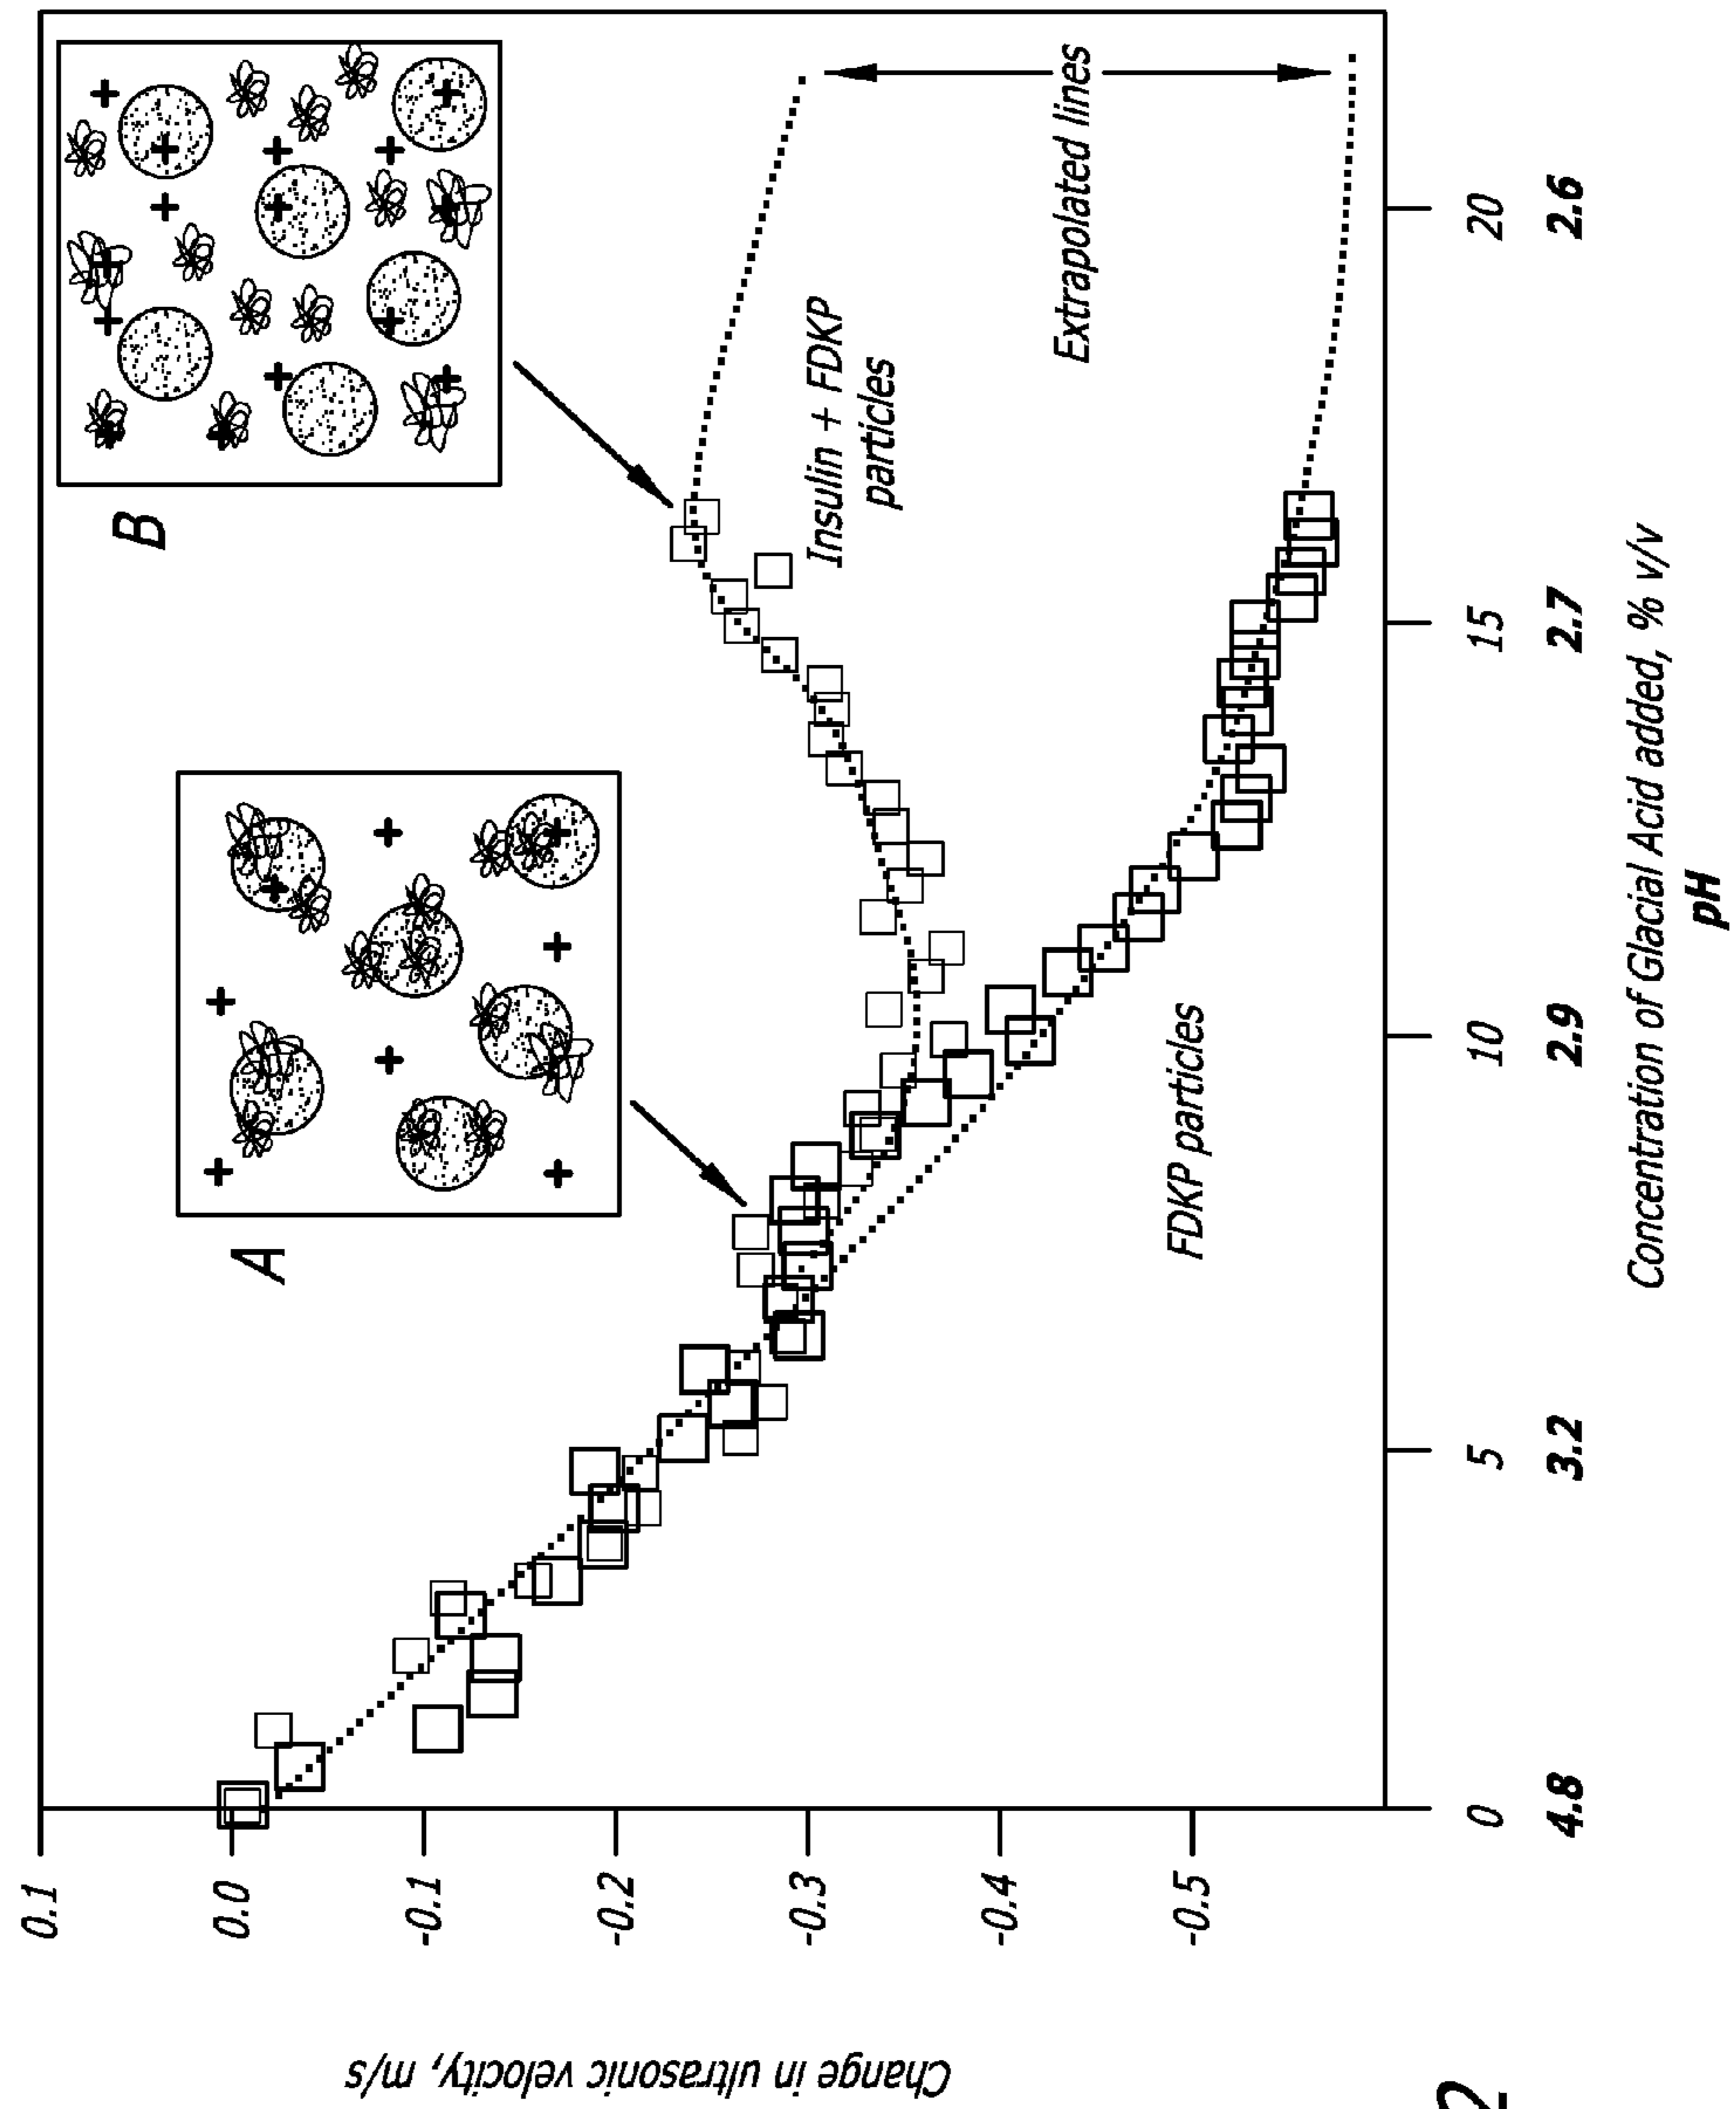 0.1
0.0
-0.1
-0.2
-0.3
-0.4
-0.5
Change in ultrasonic velocity, m/s
A
B
Insulin + FDKP
particles
Extrapolated lines
FDKP particles
0 5 10 15 20
4.8 3.2 2.9 2.7 2.6
Concentration of Glacial Acid added, % v/v
pH